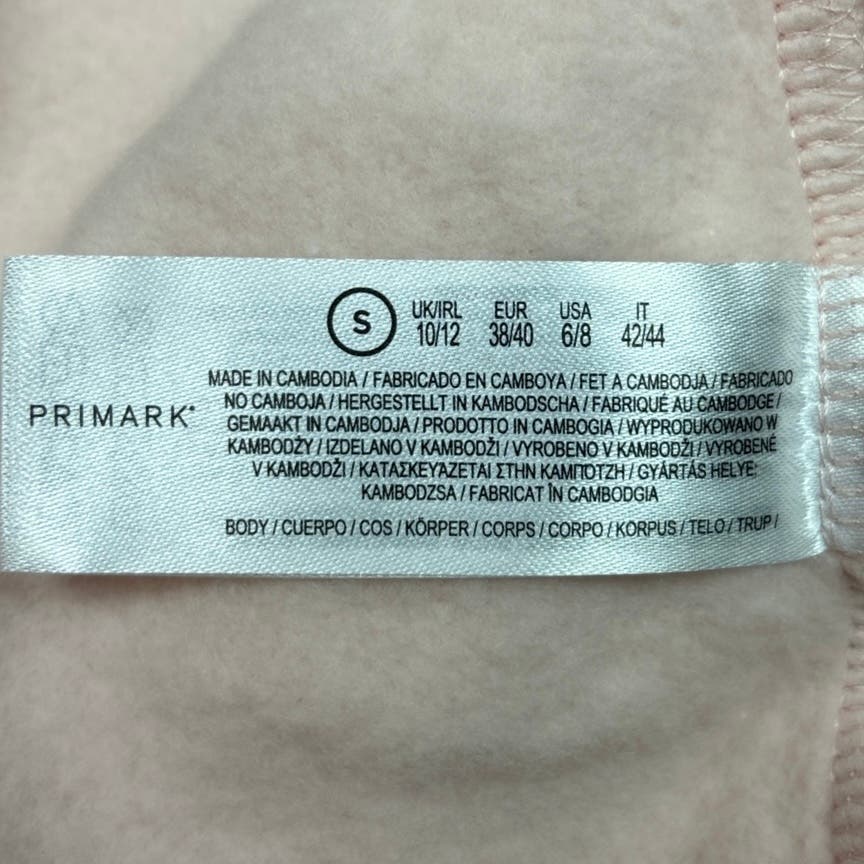 S
UK/IRL EUR USA IT
10/12 38/40 6/8 42/44
MADE IN CAMBODIA / FABRICADO EN CAMBOYA / FET A CAMBODJA / FABRICADO
PRIMARK
NO CAMBOJA / HERGESTELLT IN KAMBODSCHA / FABRIQUÉ AU CAMBODGE /
GEMAAKT IN CAMBODJA / PRODOTTO IN CAMBOGIA / WYPRODUKOWANO W
KAMBODŻY / IZDELANO V KAMBODŽI / VYROBENO V KAMBODŽI / VYROBENÉ
V KAMBODŽI / ΚΑΤΑΣΚΕΥΆΖΕΤΑΙ ΣΤΗΝ ΚΑΜΠΟΤΖΗ / GYÁRTÁS HELYE:
KAMBODZSA / FABRICAT ÎN CAMBODGIA
BODY / CUERPO / COS / KÖRPER / CORPS / CORPO / KORPUS / TELO / TRUP /